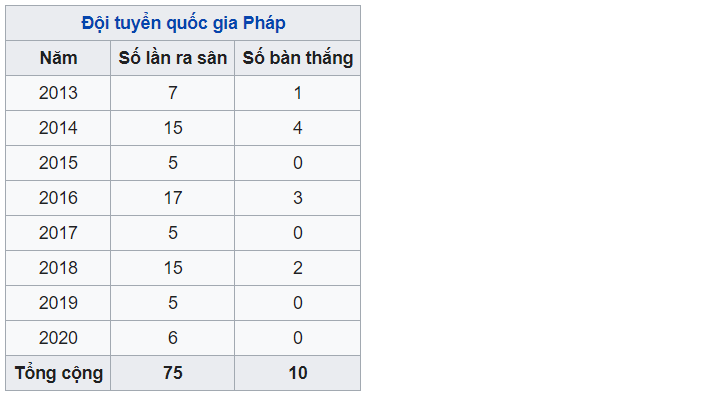 Đội tuyển quốc gia Pháp
Năm Số lần ra sân Số bàn thắng
2013 7 1
2014 15 4
2015 5 0
2016 17 3
2017 5 0
2018 15 2
2019 5 0
2020 6 0
Tổng cộng 75 10